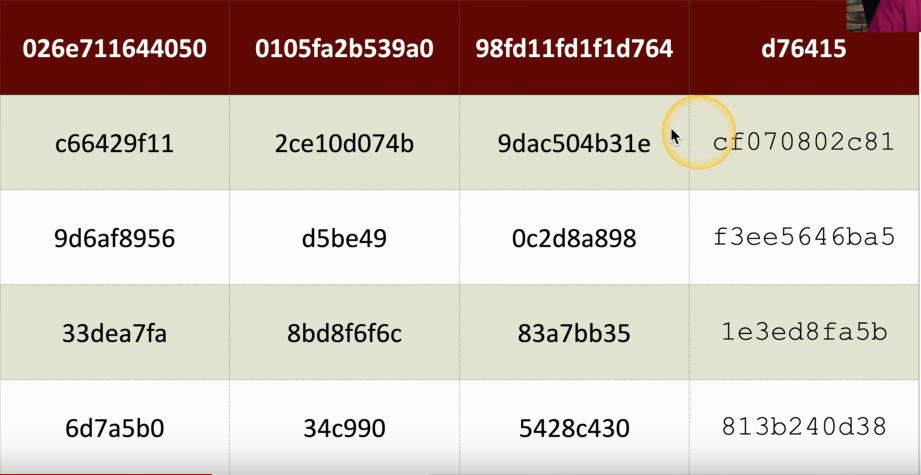 026e711644050 0105fa2b539a0 98fd11fd1f1d764 d76415
c66429f11 2ce10d074b 9dac504b31e cf070802c81
9d6af8956 d5be49 0c2d8a898 f3ee5646ba5
33dea7fa 8bd8f6f6c 83a7bb35 1e3ed8fa5b
6d7a5b0 34c990 5428c430 813b240d38